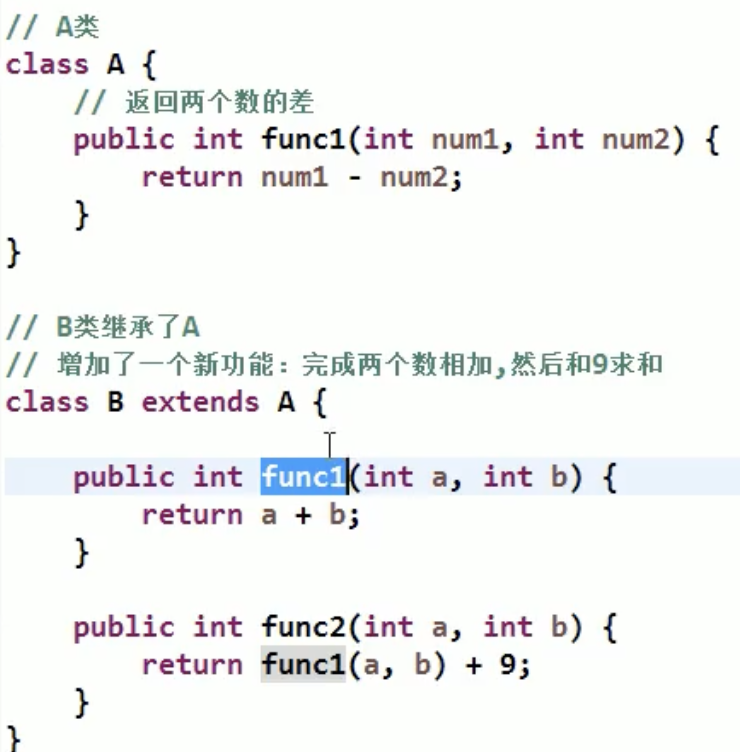 // A类
class A {
// 返回两个数的差
public int func1(int num1, int num2) {
return num1 - num2;
}
}
// B类继承了A
// 增加了一个新功能：完成两个数相加,然后和9求和
class B extends A {
public int func1(int a, int b) {
return a + b;
}
public int func2(int a, int b) {
return func1(a, b) + 9;
}
}